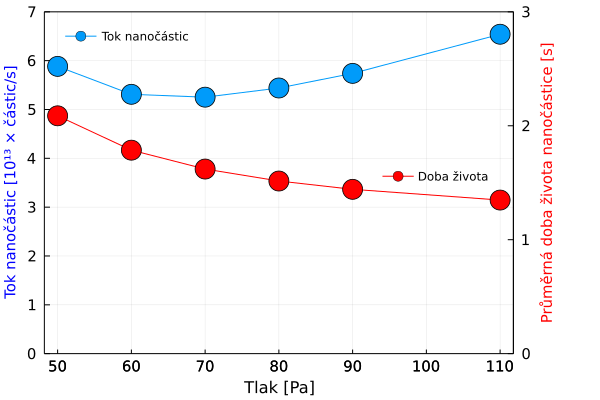 Tok nanočástic [10¹³ × částic/s]
7
6
5
4
3
2
1
0
Tok nanočástic
Doba života
3
2
1
0
Průměrná doba života nanočástice [s]
50 60 70 80 90 100 110
Tlak [Pa]